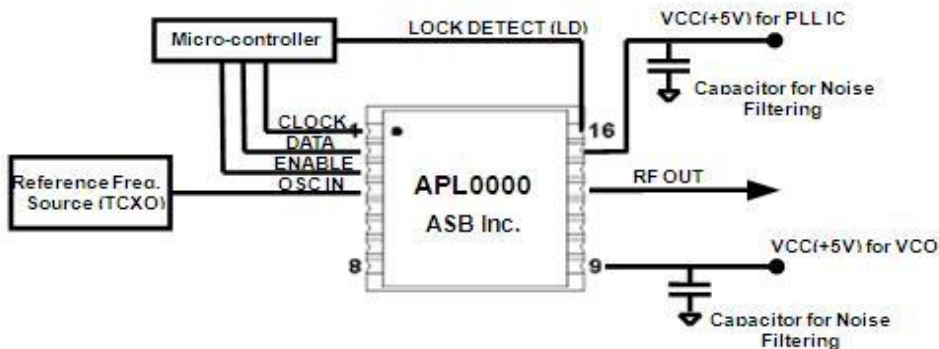 VCC(+5V) for PLL IC
LOCK DETECT (LD)
Micro-controller
Capacitor for Noise
Filtering
CLOCK
1
16
DATA
ENABLE
Reference Freq.
Source (TCXO)
OSC IN
APL0000
ASB Inc.
RF OUT
8
9
VCC(+5V) for VCO
Capacitor for Noise
Filtering